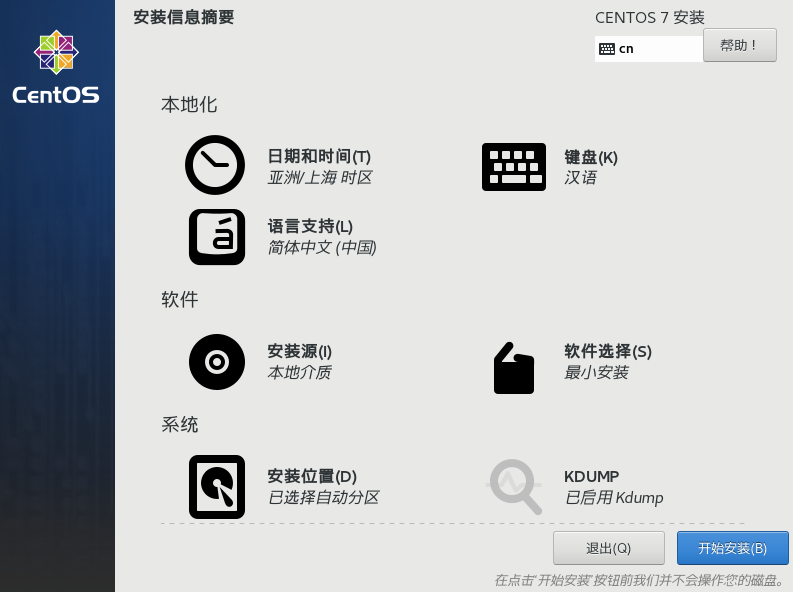 CentOS
安装信息摘要
CENTOS 7 安装
cn
帮助！
本地化
日期和时间(T)
亚洲/上海 时区
键盘(K)
汉语
语言支持(L)
简体中文 (中国)
软件
安装源(I)
本地介质
软件选择(S)
最小安装
系统
安装位置(D)
已选择自动分区
KDUMP
已启用 Kdump
退出(Q)
开始安装(B)
在点击'开始安装'按钮前我们并不会操作您的磁盘。